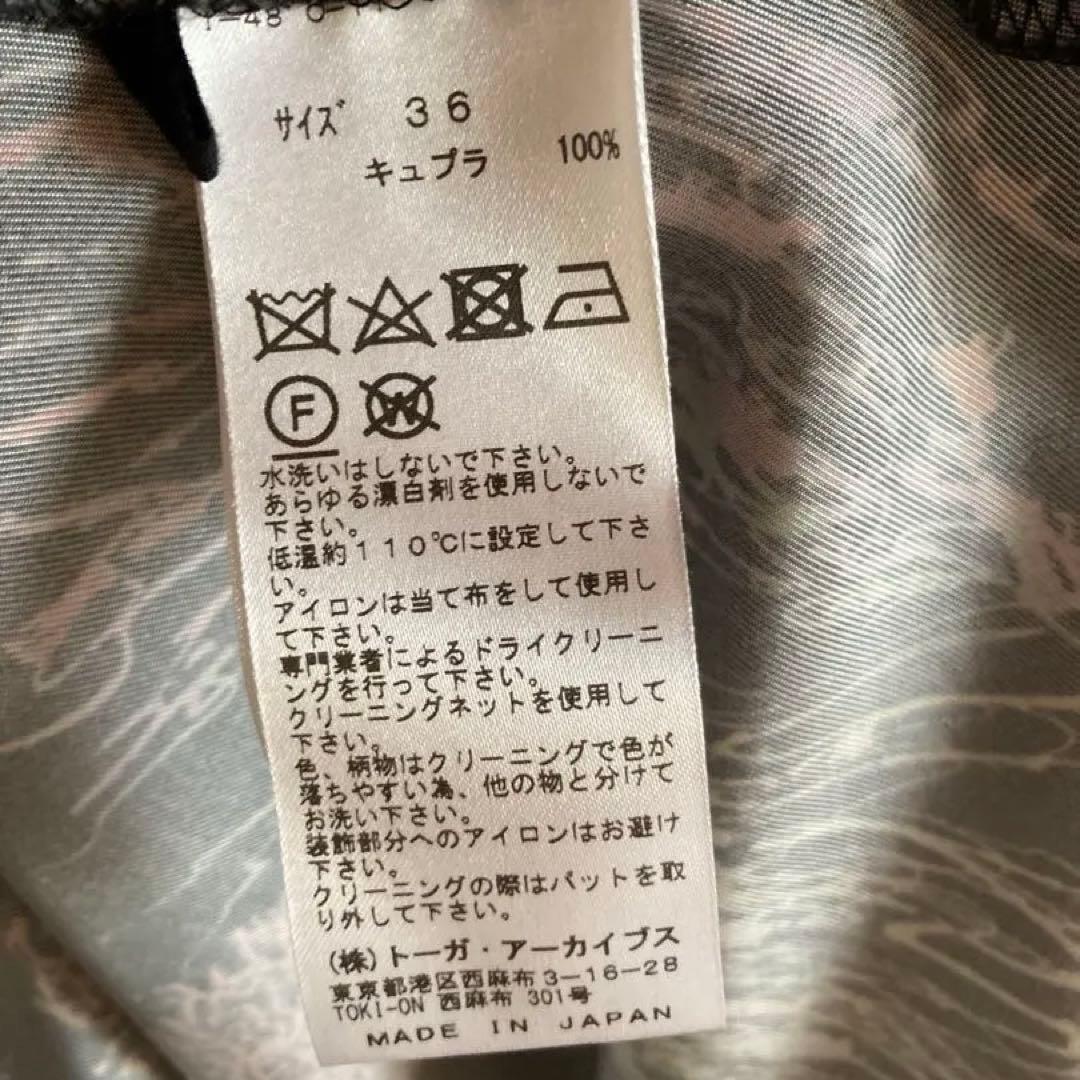 サイズ 36
キュプラ 100%
F
W
水洗いはしないで下さい。
あらゆる漂白剤を使用しないで
下さい。
低温約110℃に設定して下さ
い。
アイロンは当て布をして使用し
て下さい。
専門業者によるドライクリーニ
ングを行って下さい。
クリーニングネットを使用して
下さい。
色、柄物はクリーニングで色が
落ちやすい為、他の物と分けて
お洗い下さい。
装飾部分へのアイロンはお避け
下さい。
クリーニングの際はパットを取
り外して下さい。
(株)トーガ・アーカイブス
東京都港区西麻布3-16-28
TOKI-ON 西麻布 301号
MADE IN JAPAN